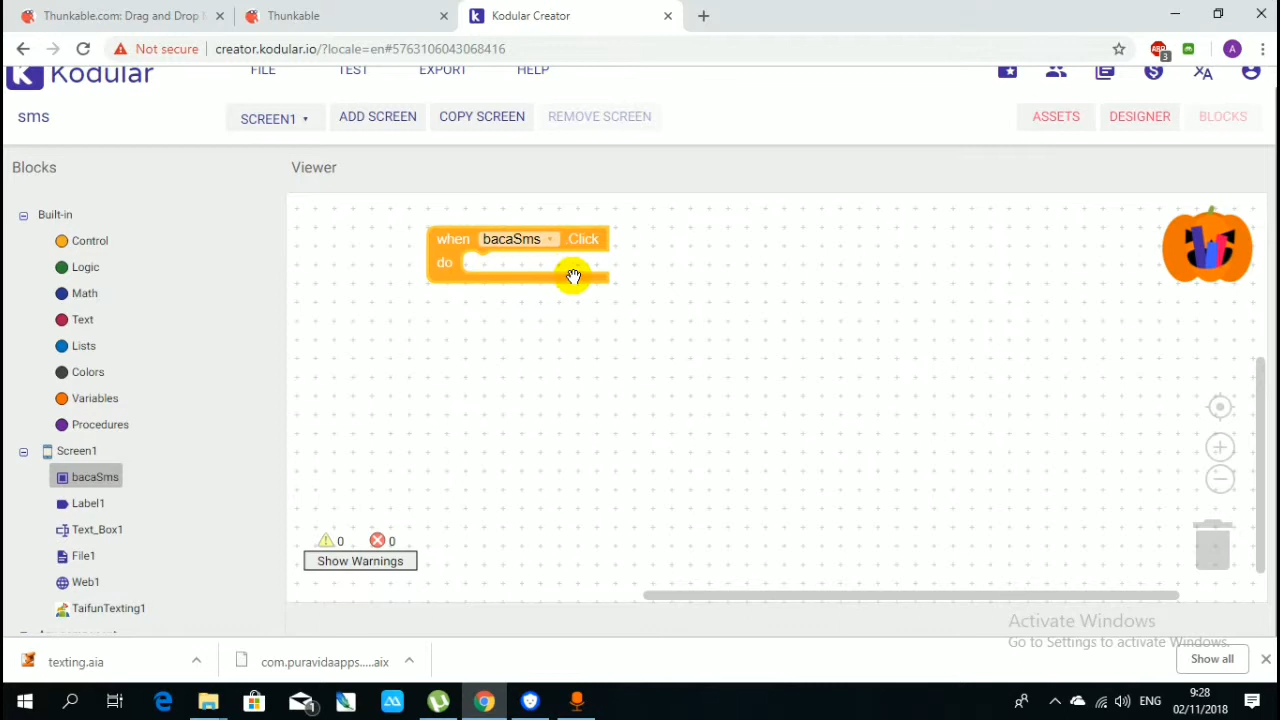 Thunkable.com: Drag and Drop
Thunkable
Kodular Creator
Not secure
creator.kodular.io/?locale=en#5763106043068416
ABP
3
A
Kodular
FILE
TEST
EXPORT
HELP
sms
SCREEN1
ADD SCREEN
COPY SCREEN
REMOVE SCREEN
ASSETS
DESIGNER
BLOCKS
Blocks
Viewer
Built-in
Control
Logic
Math
Text
Lists
Colors
Variables
Procedures
Screen1
bacaSms
Label1
Text_Box1
File1
Web1
TaifunTexting1
when bacaSms .Click
do
0
0
Show Warnings
Activate Windows
Go to Settings to activate Windows.
texting.aia
com.puravidaapps.....aix
Show all
1
ENG
9:28
02/11/2018